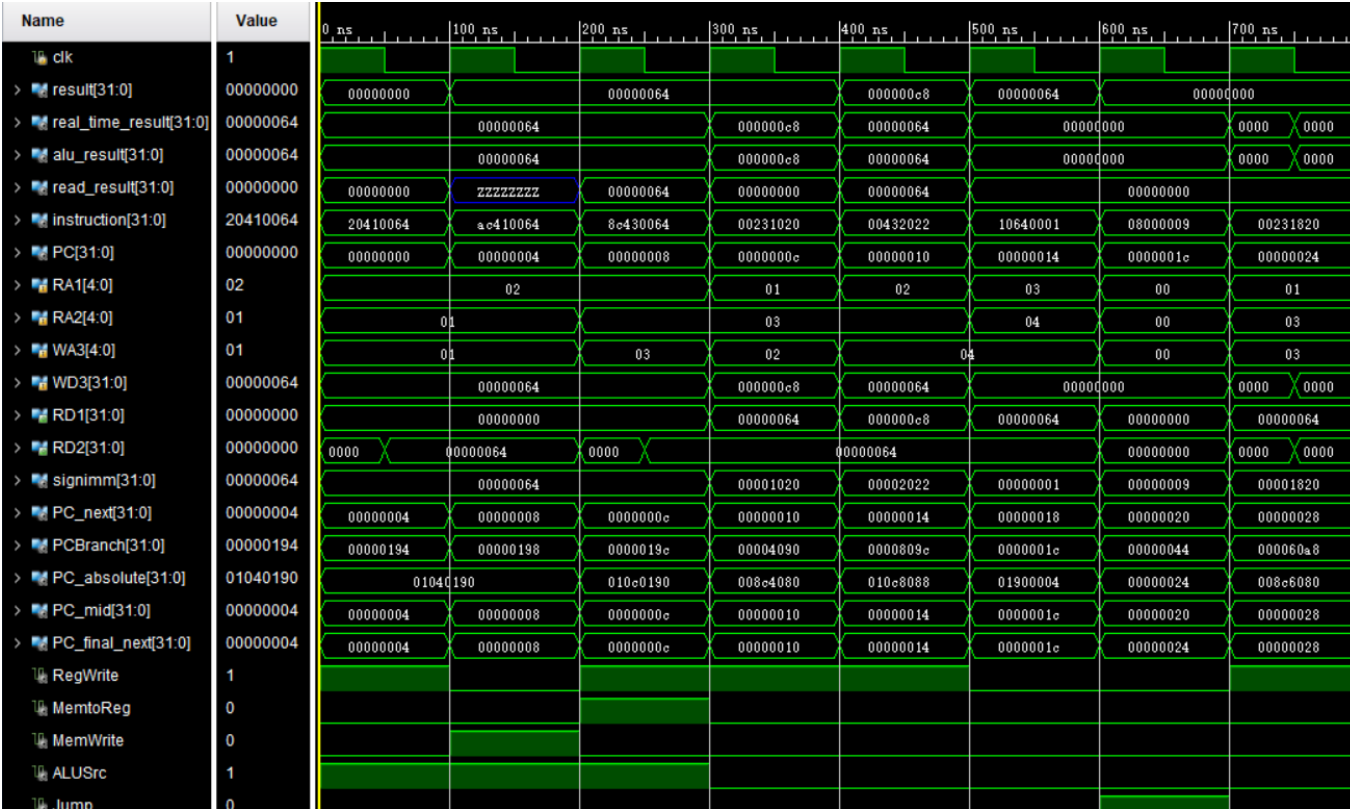 Name Value 0 ns 100 ns 200 ns 300 ns 400 ns 500 ns 600 ns 700 ns
clk 1
result[31:0] 00000000 00000000 00000064 000000c8 00000064 00000000
real_time_result[31:0] 00000064 00000064 000000c8 00000064 00000000 0000 0000
alu_result[31:0] 00000064 00000064 000000c8 00000064 00000000 0000 0000
read_result[31:0] 00000000 00000000 ZZZZZZZZ 00000064 00000000 00000064 00000000
instruction[31:0] 20410064 20410064 ac410064 8c430064 00231020 00432022 10640001 08000009 00231820
PC[31:0] 00000000 00000000 00000004 00000008 0000000c 00000010 00000014 0000001c 00000024
RA1[4:0] 02 02 01 02 03 00 01
RA2[4:0] 01 01 03 04 00 03
WA3[4:0] 01 01 03 02 04 00 03
WD3[31:0] 00000064 00000064 000000c8 00000064 00000000 0000 0000
RD1[31:0] 00000000 00000000 00000064 000000c8 00000064 00000000 00000064
RD2[31:0] 00000000 0000 00000064 0000 00000064 00000000 0000 0000
signimm[31:0] 00000064 00000064 00001020 00002022 00000001 00000009 00001820
PC_next[31:0] 00000004 00000004 00000008 0000000c 00000010 00000014 00000018 00000020 00000028
PCBranch[31:0] 00000194 00000194 00000198 0000019c 00004090 0000809c 0000001c 00000044 000060a8
PC_absolute[31:0] 01040190 01040190 010c0190 008c4080 010c8088 01900004 00000024 008c6080
PC_mid[31:0] 00000004 00000004 00000008 0000000c 00000010 00000014 0000001c 00000020 00000028
PC_final_next[31:0] 00000004 00000004 00000008 0000000c 00000010 00000014 0000001c 00000024 00000028
RegWrite 1
MemtoReg 0
MemWrite 0
ALUSrc 1
Jump 0